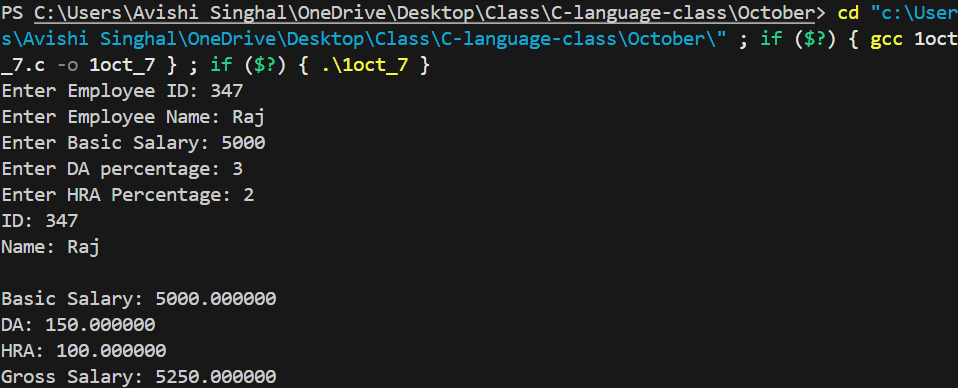 PS C:\Users\Avishi Singhal\OneDrive\Desktop\Class\C-language-class\October> cd "c:\User
s\Avishi Singhal\OneDrive\Desktop\Class\C-language-class\October\" ; if ($?) { gcc 1oct
_7.c -o 1oct_7 } ; if ($?) { .\1oct_7 }
Enter Employee ID: 347
Enter Employee Name: Raj
Enter Basic Salary: 5000
Enter DA percentage: 3
Enter HRA Percentage: 2
ID: 347
Name: Raj
Basic Salary: 5000.000000
DA: 150.000000
HRA: 100.000000
Gross Salary: 5250.000000